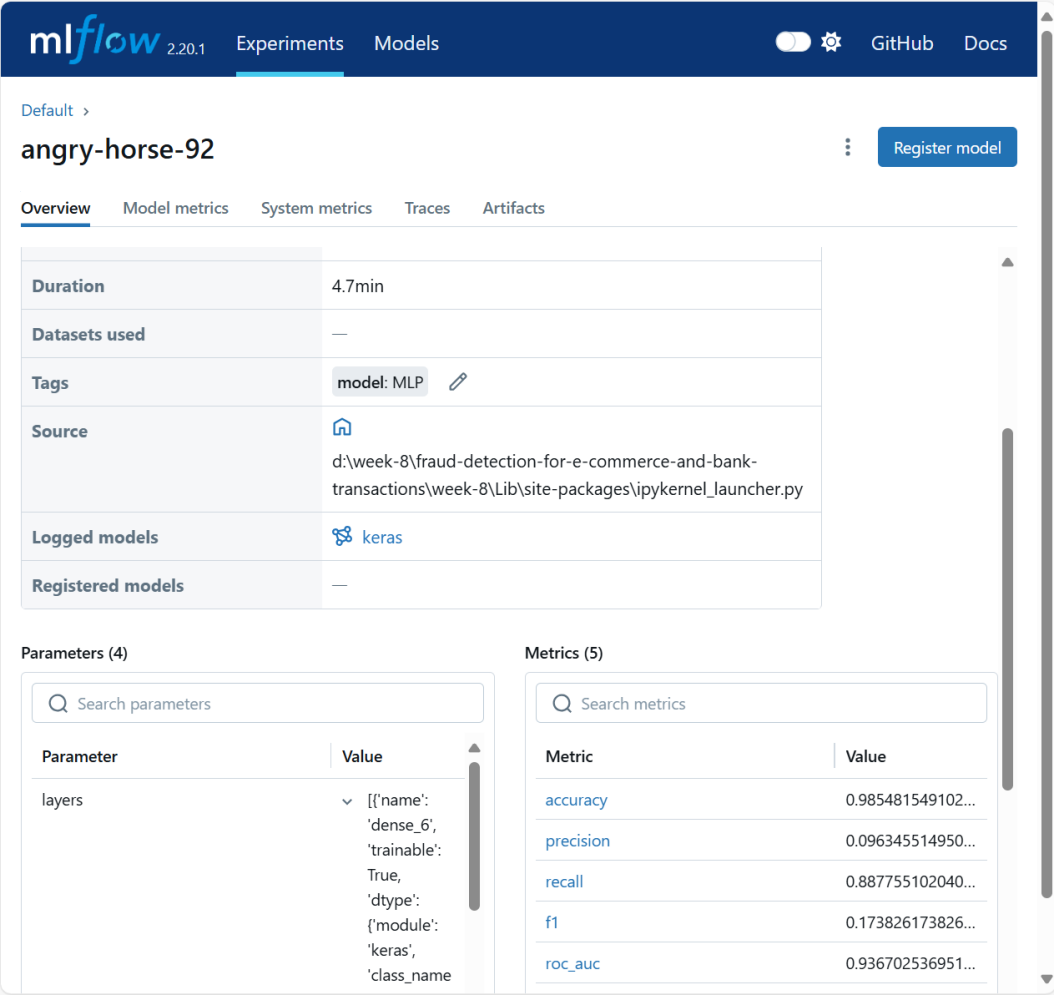 mlflow 2.20.1 Experiments Models GitHub Docs
Default ›
angry-horse-92
Register model
Overview Model metrics System metrics Traces Artifacts
Duration 4.7min
Datasets used —
Tags model: MLP
Source
d:\week-8\fraud-detection-for-e-commerce-and-bank-
transactions\week-8\Lib\site-packages\ipykernel_launcher.py
Logged models keras
Registered models —
Parameters (4)
Search parameters
Parameter Value
layers [{'name':
'dense_6',
'trainable':
True,
'dtype':
{'module':
'keras',
'class_name
Metrics (5)
Search metrics
Metric Value
accuracy 0.985481549102...
precision 0.096345514950...
recall 0.887755102040...
f1 0.173826173826...
roc_auc 0.936702536951...